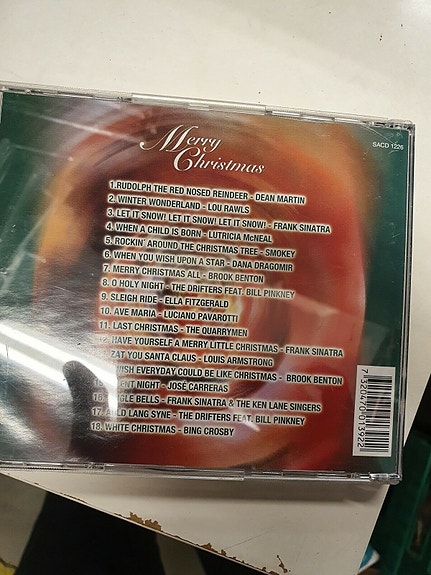 Merry
Christmas
SACD 1226
1.RUDOLPH THE RED NOSED REINDEER - DEAN MARTIN
2. WINTER WONDERLAND - LOU RAWLS
3. LET IT SNOW! LET IT SNOW! LET IT SNOW! - FRANK SINATRA
4. WHEN A CHILD IS BORN - LUTRICIA McNEAL
5. ROCKIN' AROUND THE CHRISTMAS TREE - SMOKEY
6. WHEN YOU WISH UPON A STAR - DANA DRAGOMIR
7. MERRY CHRISTMAS ALL - BROOK BENTON
8. O HOLY NIGHT - THE DRIFTERS FEAT. BILL PINKNEY
9. SLEIGH RIDE - ELLA FITZGERALD
10. AVE MARIA - LUCIANO PAVAROTTI
11. LAST CHRISTMAS - THE QUARRYMEN
12. HAVE YOURSELF A MERRY LITTLE CHRISTMAS - FRANK SINATRA
ZAT YOU SANTA CLAUS - LOUIS ARMSTRONG
WISH EVERYDAY COULD BE LIKE CHRISTMAS - BROOK BENTON
NIGHT - JOSÉ CARRERAS
BELLS - FRANK SINATRA & THE KEN LANE SINGERS
17. LANG SYNE - THE DRIFTERS FEAT. BILL PINKNEY
18. WHITE CHRISTMAS - BING CROSBY